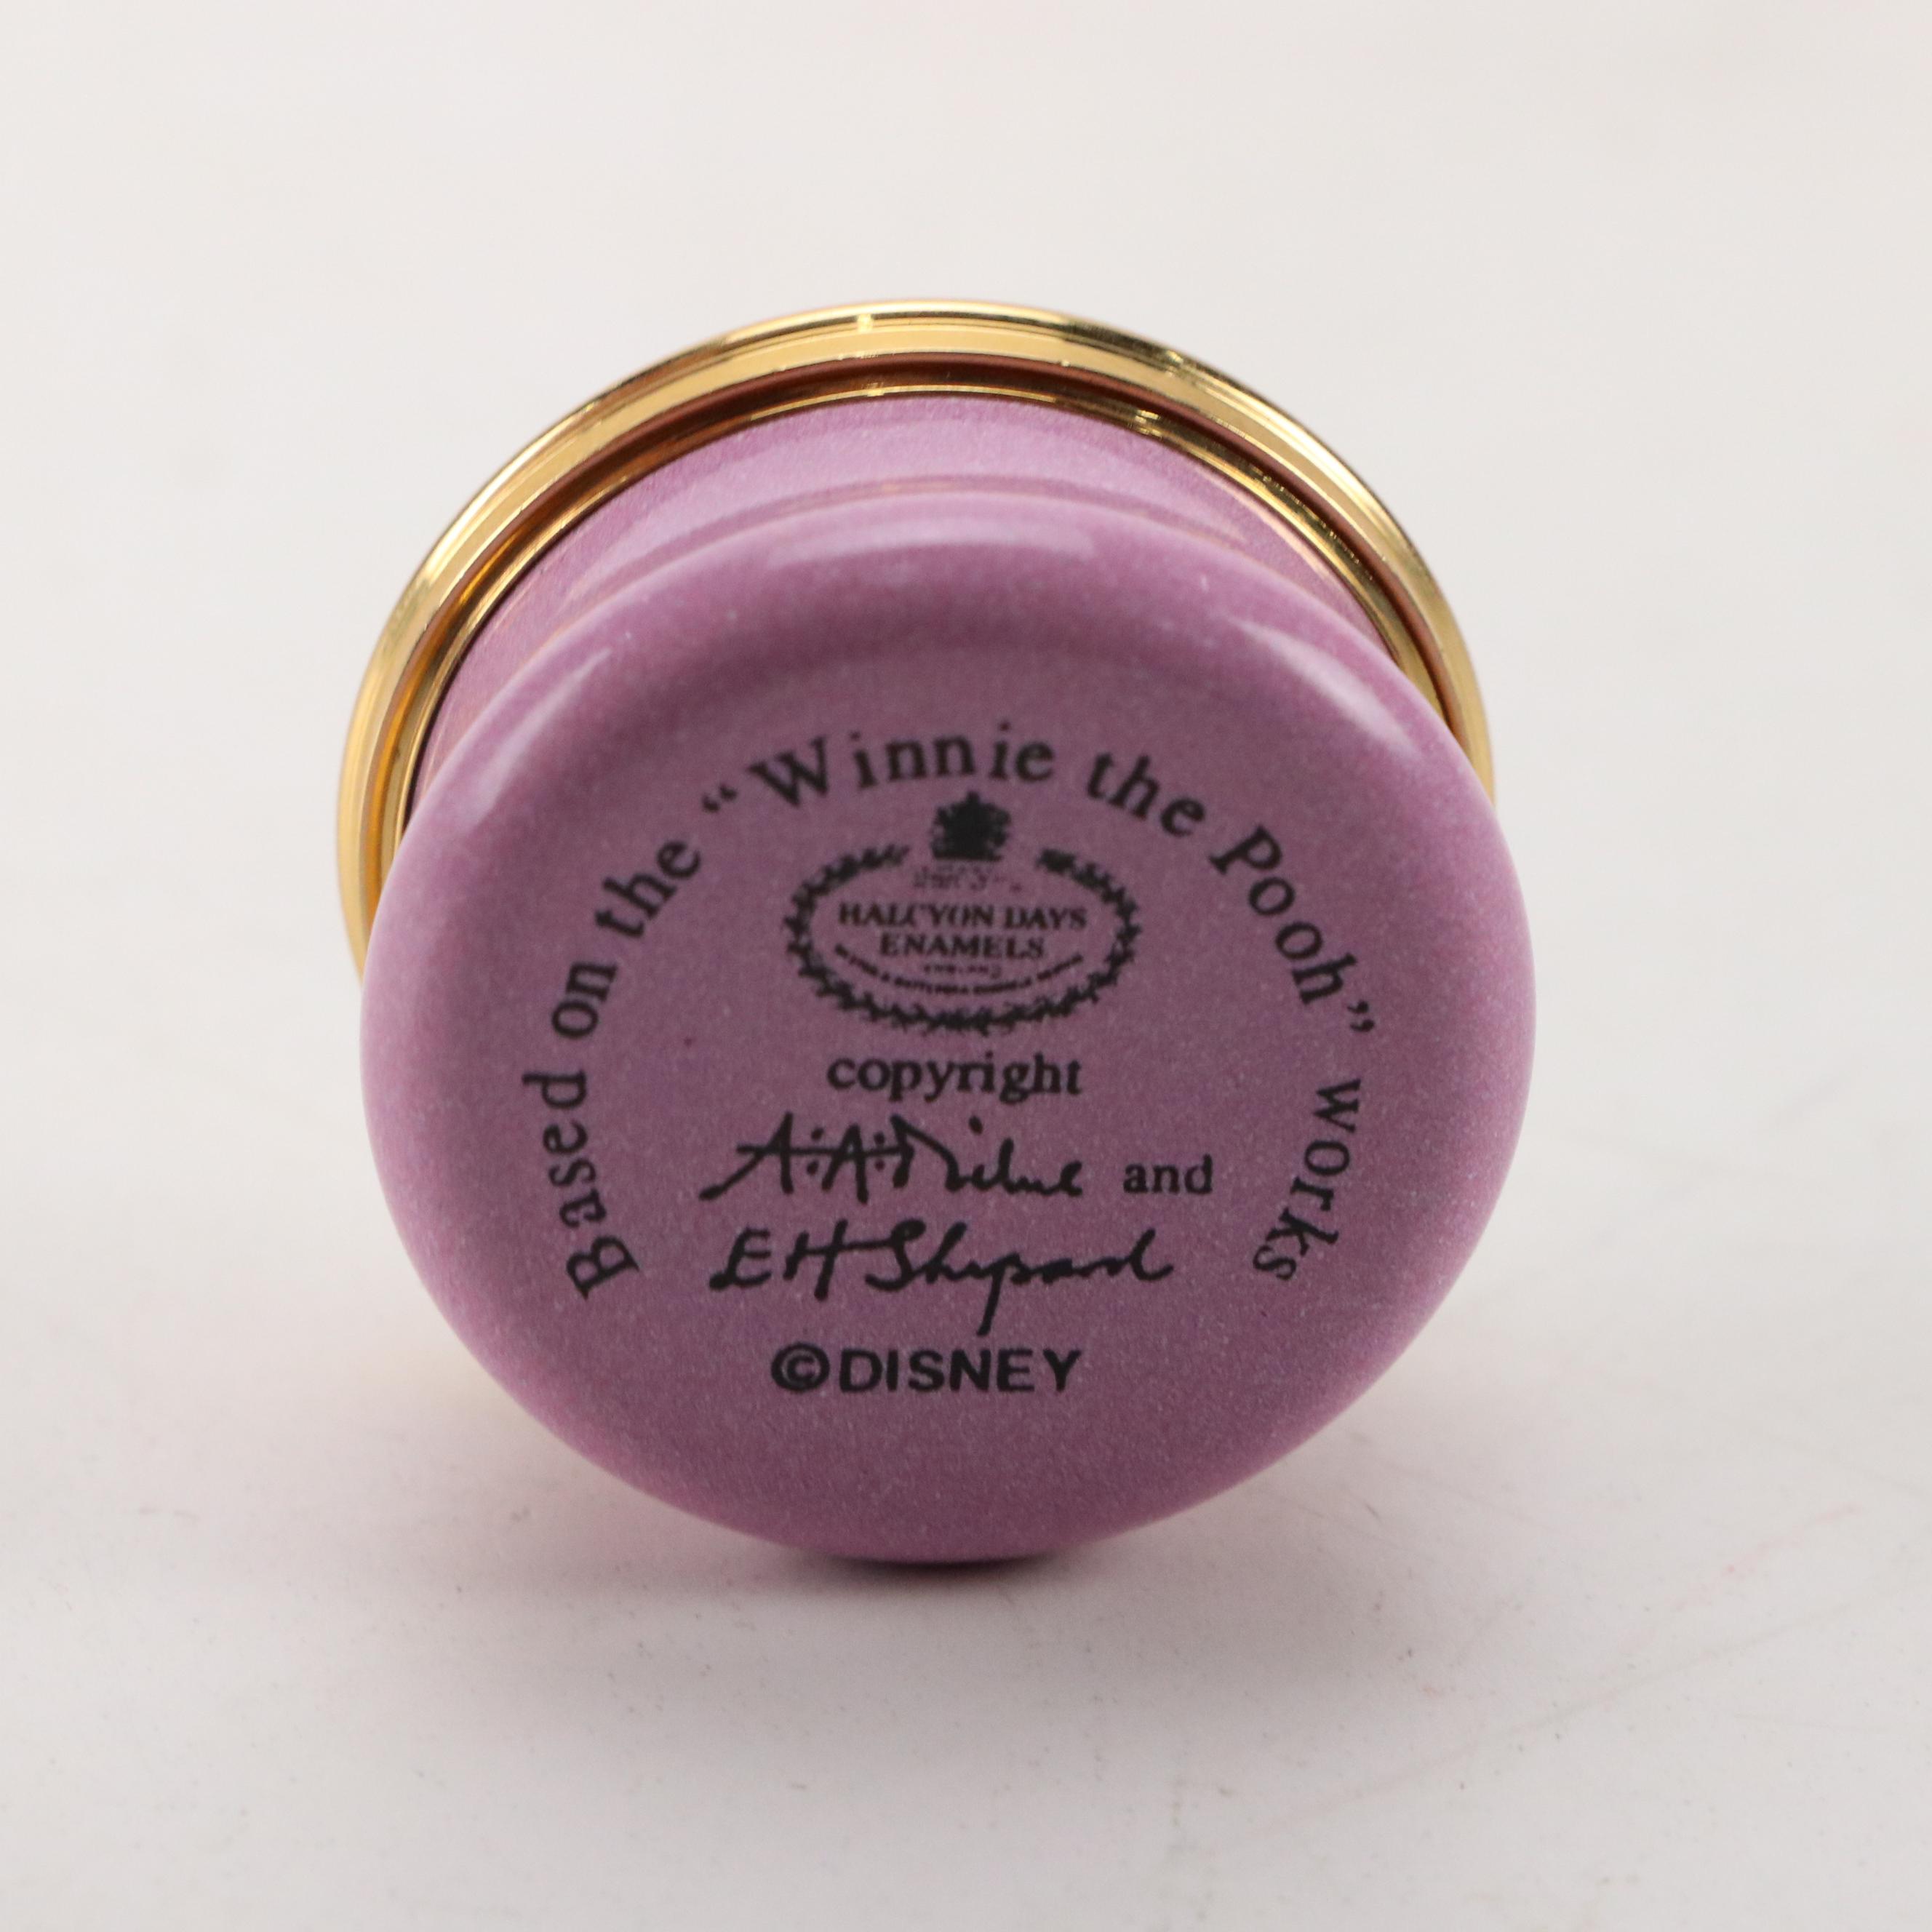 Based on the “Winnie the Pooh” works
HALCYON DAYS
ENAMELS
copyright
A.A. Milne and
E H Shepard
©DISNEY